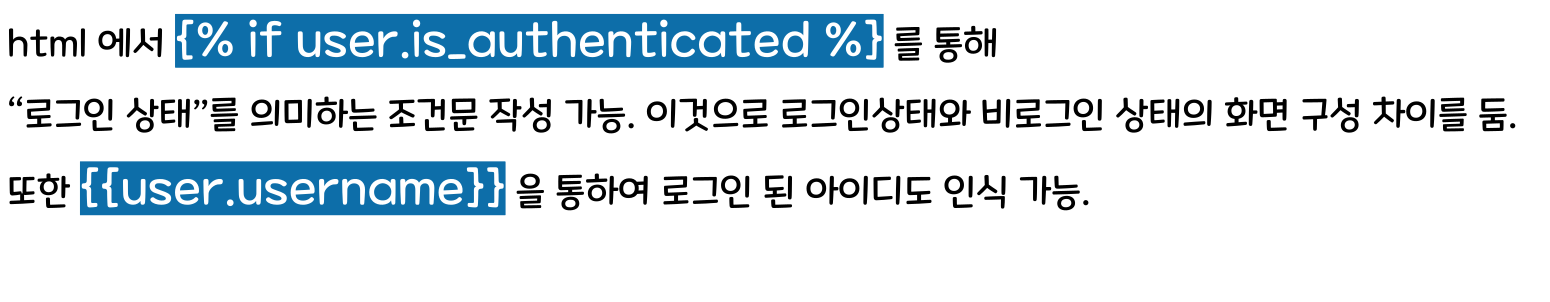 html 에서 {% if user.is_authenticated %} 를 통해
“로그인 상태”를 의미하는 조건문 작성 가능. 이것으로 로그인상태와 비로그인 상태의 화면 구성 차이를 둠.
또한 {{user.username}} 을 통하여 로그인 된 아이디도 인식 가능.